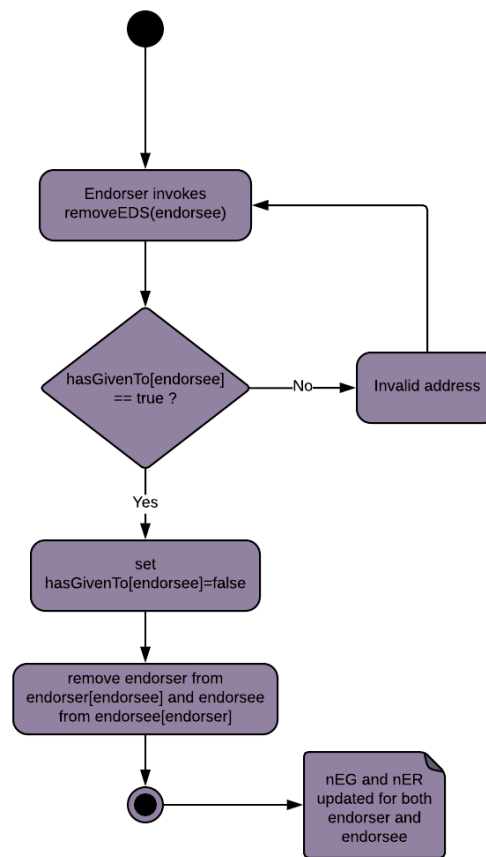 Endorser invokes
removeEDS(endorsee)
hasGivenTo[endorsee]
== true ?
No
Invalid address
Yes
set
hasGivenTo[endorsee]=false
remove endorser from
endorser[endorsee] and endorsee
from endorsee[endorser]
nEG and nER
updated for both
endorser and
endorsee